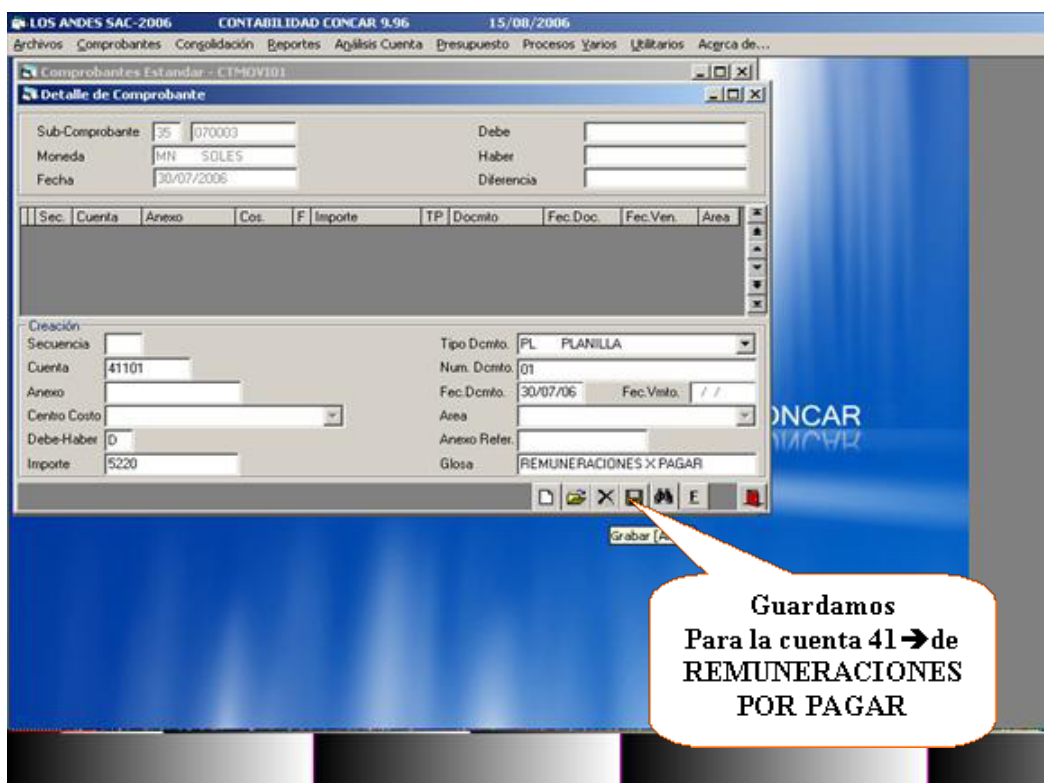 LOS ANDES SAC-2006 CONTABILIDAD CONCAR 9.96 15/08/2006
Archivos Comprobantes Consolidación Reportes Análisis Cuenta Presupuesto Procesos Varios Utilitarios Acerca de...
Comprobantes Estandar - CTMOVI01
Detalle de Comprobante
Sub-Comprobante 35 070003 Debe
Moneda MN SOLES Haber
Fecha 30/07/2006 Diferencia
Sec. Cuenta Anexo Cos. F Importe TP Docmto Fec.Doc. Fec.Ven. Area
Creación
Secuencia Tipo Dcmto. PL PLANILLA
Cuenta 41101 Num. Dcmto. 01
Anexo Fec.Dcmto. 30/07/06 Fec.Vmto. / /
Centro Costo Area
Debe-Haber D Anexo Refer.
Importe 5220 Glosa REMUNERACIONES X PAGAR
E
ONCAR
Grabar
Guardamos
Para la cuenta 41➔de
REMUNERACIONES
POR PAGAR